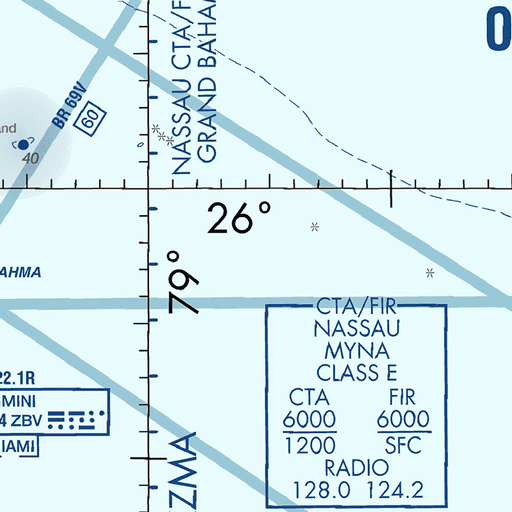 0
NASSAU CTA/F
GRAND BAHAM
BR 69V
60
and
40
26°
79°
AHMA
CTA/FIR
NASSAU
MYNA
CLASS E
CTA FIR
6000 6000
1200 SFC
RADIO
128.0 124.2
22.1R
MINI
4 ZBV
IAMI
ZMA